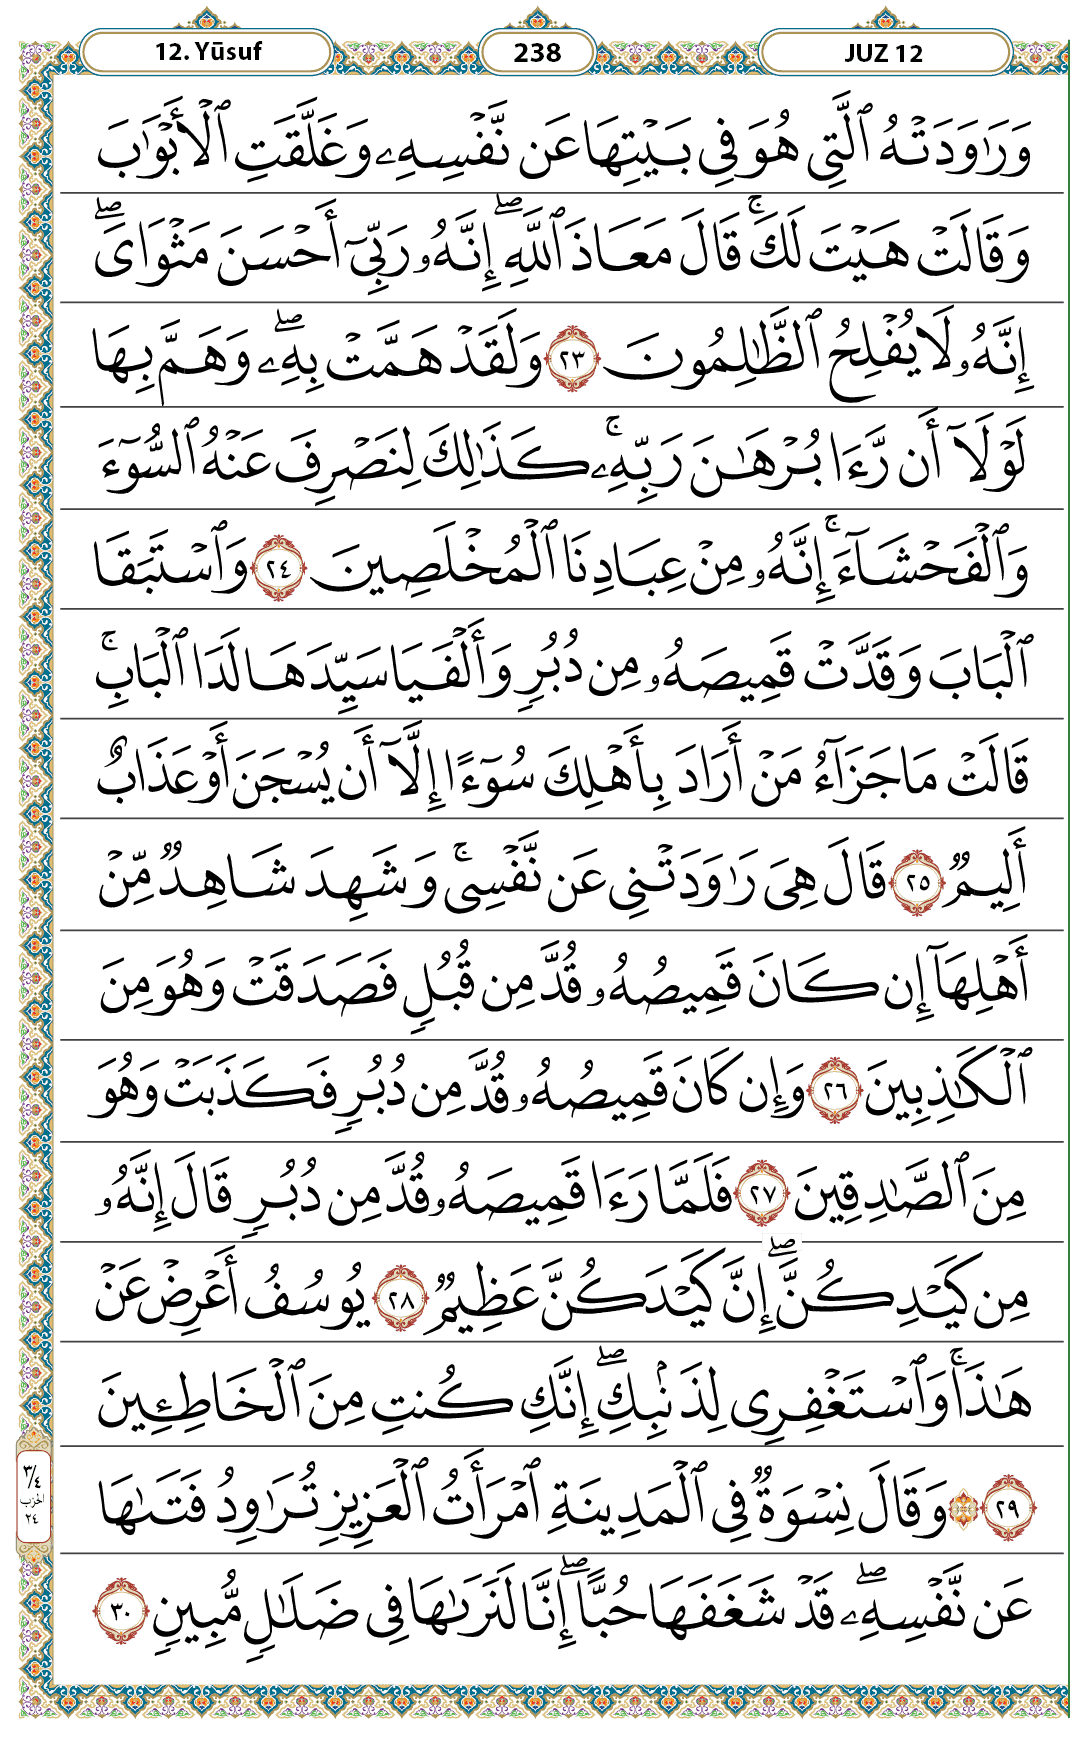 12. Yūsuf
238
JUZ 12
وَرَٰوَدَتْهُ ٱلَّتِي هُوَ فِي بَيْتِهَا عَن نَّفْسِهِۦ وَغَلَّقَتِ ٱلْأَبْوَٰبَ
وَقَالَتْ هَيْتَ لَكَ ۚ قَالَ مَعَاذَ ٱللَّهِ ۖ إِنَّهُۥ رَبِّيٓ أَحْسَنَ مَثْوَايَ ۖ
إِنَّهُۥ لَا يُفْلِحُ ٱلظَّٰلِمُونَ ٢٣ وَلَقَدْ هَمَّتْ بِهِۦ ۖ وَهَمَّ بِهَا
لَوْلَآ أَن رَّءَا بُرْهَٰنَ رَبِّهِۦ ۚ كَذَٰلِكَ لِنَصْرِفَ عَنْهُ ٱلسُّوٓءَ
وَٱلْفَحْشَآءَ ۚ إِنَّهُۥ مِنْ عِبَادِنَا ٱلْمُخْلَصِينَ ٢٤ وَٱسْتَبَقَا
ٱلْبَابَ وَقَدَّتْ قَمِيصَهُۥ مِن دُبُرٍ وَأَلْفَيَا سَيِّدَهَا لَدَا ٱلْبَابِ ۚ
قَالَتْ مَا جَزَآءُ مَنْ أَرَادَ بِأَهْلِكَ سُوٓءًا إِلَّآ أَن يُسْجَنَ أَوْ عَذَابٌ
أَلِيمٌ ٢٥ قَالَ هِيَ رَٰوَدَتْنِي عَن نَّفْسِي ۚ وَشَهِدَ شَاهِدٌ مِّنْ
أَهْلِهَآ إِن كَانَ قَمِيصُهُۥ قُدَّ مِن قُبُلٍ فَصَدَقَتْ وَهُوَ مِنَ
ٱلْكَٰذِبِينَ ٢٦ وَإِن كَانَ قَمِيصُهُۥ قُدَّ مِن دُبُرٍ فَكَذَبَتْ وَهُوَ
مِنَ ٱلصَّٰدِقِينَ ٢٧ فَلَمَّا رَءَا قَمِيصَهُۥ قُدَّ مِن دُبُرٍ قَالَ إِنَّهُۥ
مِن كَيْدِكُنَّ ۖ إِنَّ كَيْدَكُنَّ عَظِيمٌ ٢٨ يُوسُفُ أَعْرِضْ عَنْ
هَٰذَا ۚ وَٱسْتَغْفِرِي لِذَنۢبِكِ ۖ إِنَّكِ كُنتِ مِنَ ٱلْخَاطِـِٔينَ
٢٩ ۞ وَقَالَ نِسْوَةٌ فِي ٱلْمَدِينَةِ ٱمْرَأَتُ ٱلْعَزِيزِ تُرَٰوِدُ فَتَىٰهَا
عَن نَّفْسِهِۦ ۖ قَدْ شَغَفَهَا حُبًّا ۖ إِنَّا لَنَرَىٰهَا فِي ضَلَٰلٍ مُّبِينٍ ٣٠
٣/٤
الحزب
٢٤